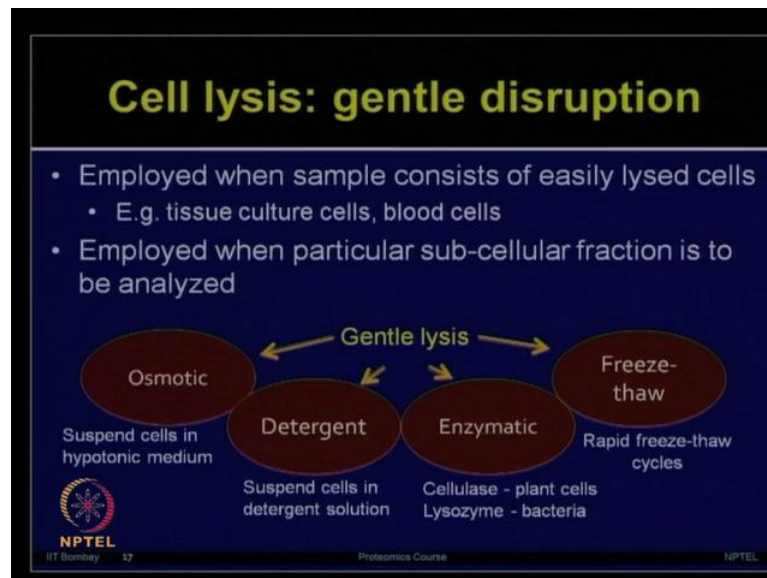 Cell lysis: gentle disruption
• Employed when sample consists of easily lysed cells
• E.g. tissue culture cells, blood cells
• Employed when particular sub-cellular fraction is to
be analyzed
Gentle lysis
Osmotic
Suspend cells in
hypotonic medium
Detergent
Suspend cells in
detergent solution
Enzymatic
Cellulase - plant cells
Lysozyme - bacteria
Freeze-
thaw
Rapid freeze-thaw
cycles
NPTEL
IIT Bombay 17 Proteomics Course NPTEL